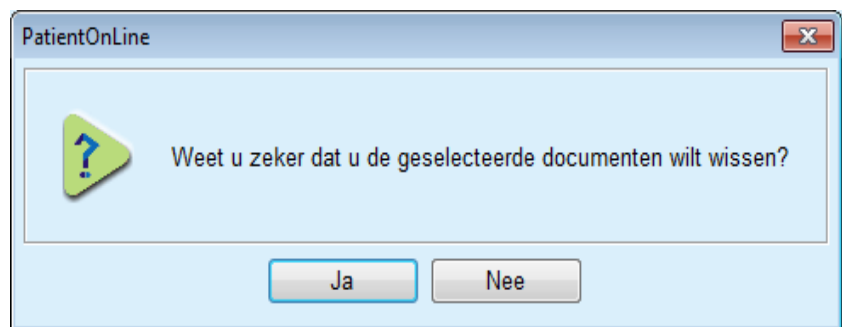 PatientOnLine
Weet u zeker dat u de geselecteerde documenten wilt wissen?
Ja
Nee